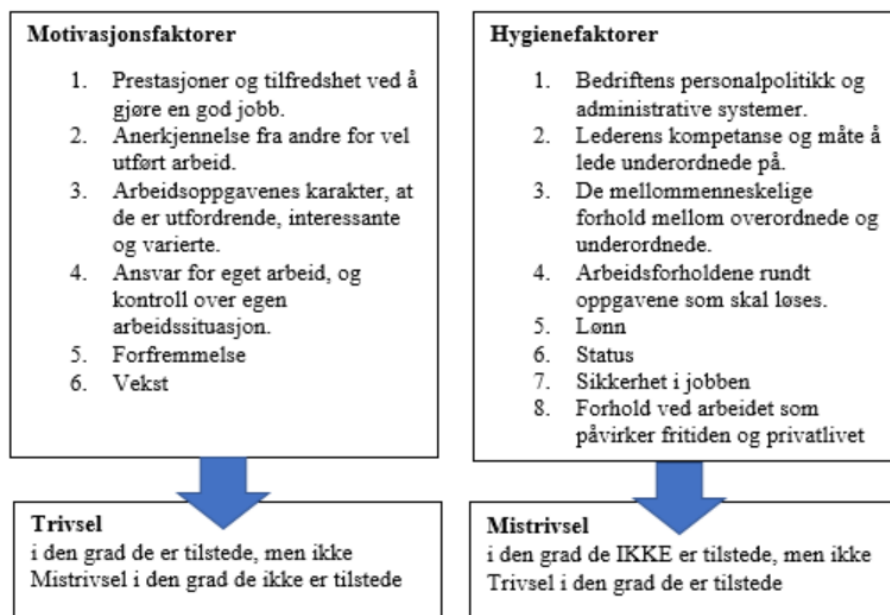 Motivasjonsfaktorer
1. Prestasjoner og tilfredshet ved å
gjøre en god jobb.
2. Anerkjennelse fra andre for vel
utført arbeid.
3. Arbeidsoppgavenes karakter, at
de er utfordrende, interessante
og varierte.
4. Ansvar for eget arbeid, og
kontroll over egen
arbeidssituasjon.
5. Forfremmelse
6. Vekst
Hygienefaktorer
1. Bedriftens personalpolitikk og
administrative systemer.
2. Lederens kompetanse og måte å
lede underordnede på.
3. De mellommenneskelige
forhold mellom overordnede og
underordnede.
4. Arbeidsforholdene rundt
oppgavene som skal løses.
5. Lønn
6. Status
7. Sikkerhet i jobben
8. Forhold ved arbeidet som
påvirker fritiden og privatlivet
Trivsel
i den grad de er tilstede, men ikke
Mistrivsel i den grad de ikke er tilstede
Mistrivsel
i den grad de IKKE er tilstede, men ikke
Trivsel i den grad de er tilstede